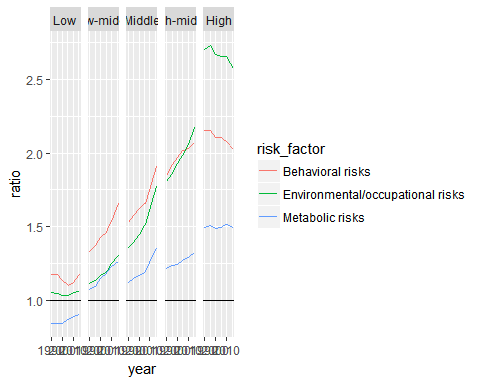 Low
w-mid
Middle
h-mid
High
2.5
2.0
1.5
1.0
ratio
year
risk_factor
Behavioral risks
Environmental/occupational risks
Metabolic risks